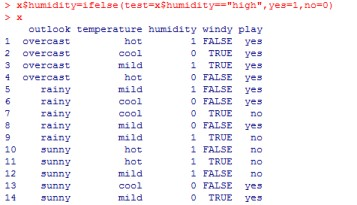 > x$humidity=ifelse(test=x$humidity=="high",yes=1,no=0)
> x
outlook temperature humidity windy play
1 overcast hot 1 FALSE yes
2 overcast cool 0 TRUE yes
3 overcast mild 1 TRUE yes
4 overcast hot 0 FALSE yes
5 rainy mild 1 FALSE yes
6 rainy cool 0 FALSE yes
7 rainy cool 0 TRUE no
8 rainy mild 0 FALSE yes
9 rainy mild 1 TRUE no
10 sunny hot 1 FALSE no
11 sunny hot 1 TRUE no
12 sunny mild 1 FALSE no
13 sunny cool 0 FALSE yes
14 sunny mild 0 TRUE yes